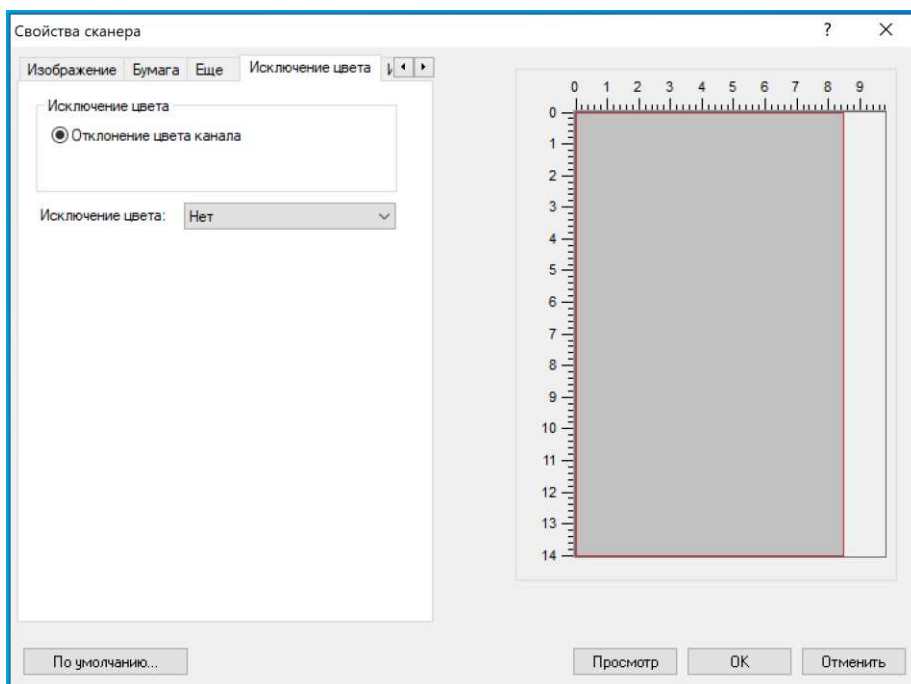 Свойства сканера ? ×
Изображение Бумага Еще Исключение цвета
Исключение цвета
Отклонение цвета канала
Исключение цвета: Нет
0 1 2 3 4 5 6 7 8 9
0
1
2
3
4
5
6
7
8
9
10
11
12
13
14
По умолчанию... Просмотр OK Отменить